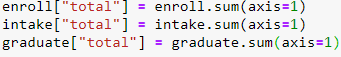 enroll["total"] = enroll.sum(axis=1)
intake["total"] = intake.sum(axis=1)
graduate["total"] = graduate.sum(axis=1)